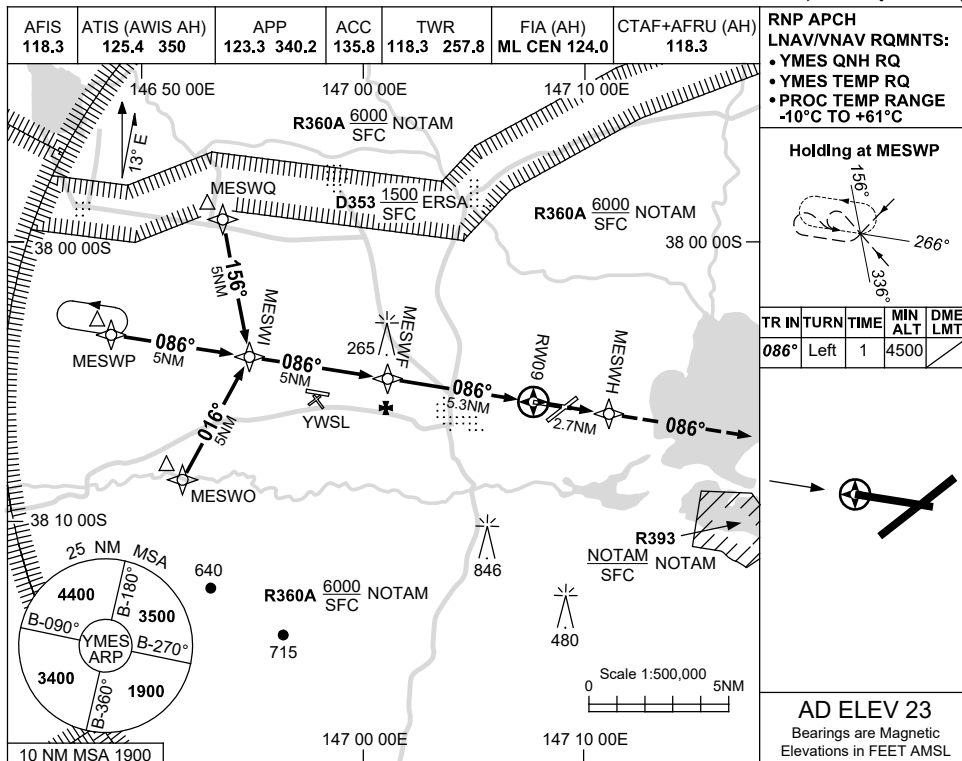 AFIS
118.3
ATIS (AWIS AH)
125.4 350
APP
123.3 340.2
ACC
135.8
TWR
118.3 257.8
FIA (AH)
ML CEN 124.0
CTAF+AFRU (AH)
118.3
RNP APCH
LNAV/VNAV RQMNTS:
• YMES QNH RQ
• YMES TEMP RQ
• PROC TEMP RANGE
-10°C TO +61°C
146 50 00E
147 00 00E
147 10 00E
13° E
R360A 6000 NOTAM
SFC
MESWQ
D353 1500 ERSA
SFC
R360A 6000 NOTAM
SFC
38 00 00S
38 00 00S
156°
5NM
MESWI
MESWP
086°
5NM
086°
5NM
265
MESWF
086°
5.3NM
RW09
2.7NM
MESWH
086°
YWSL
016°
5NM
MESWO
38 10 00S
R393
NOTAM NOTAM
SFC
846
480
640
715
R360A 6000 NOTAM
SFC
25 NM MSA
4400
B-180°
3500
B-090°
YMES
ARP
B-270°
3400
B-360°
1900
10 NM MSA 1900
Scale 1:500,000
0
5NM
147 00 00E
147 10 00E
Holding at MESWP
156°
266°
336°
TR IN
TURN
TIME
MIN
ALT
DME
LMT
086°
Left
1
4500
AD ELEV 23
Bearings are Magnetic
Elevations in FEET AMSL